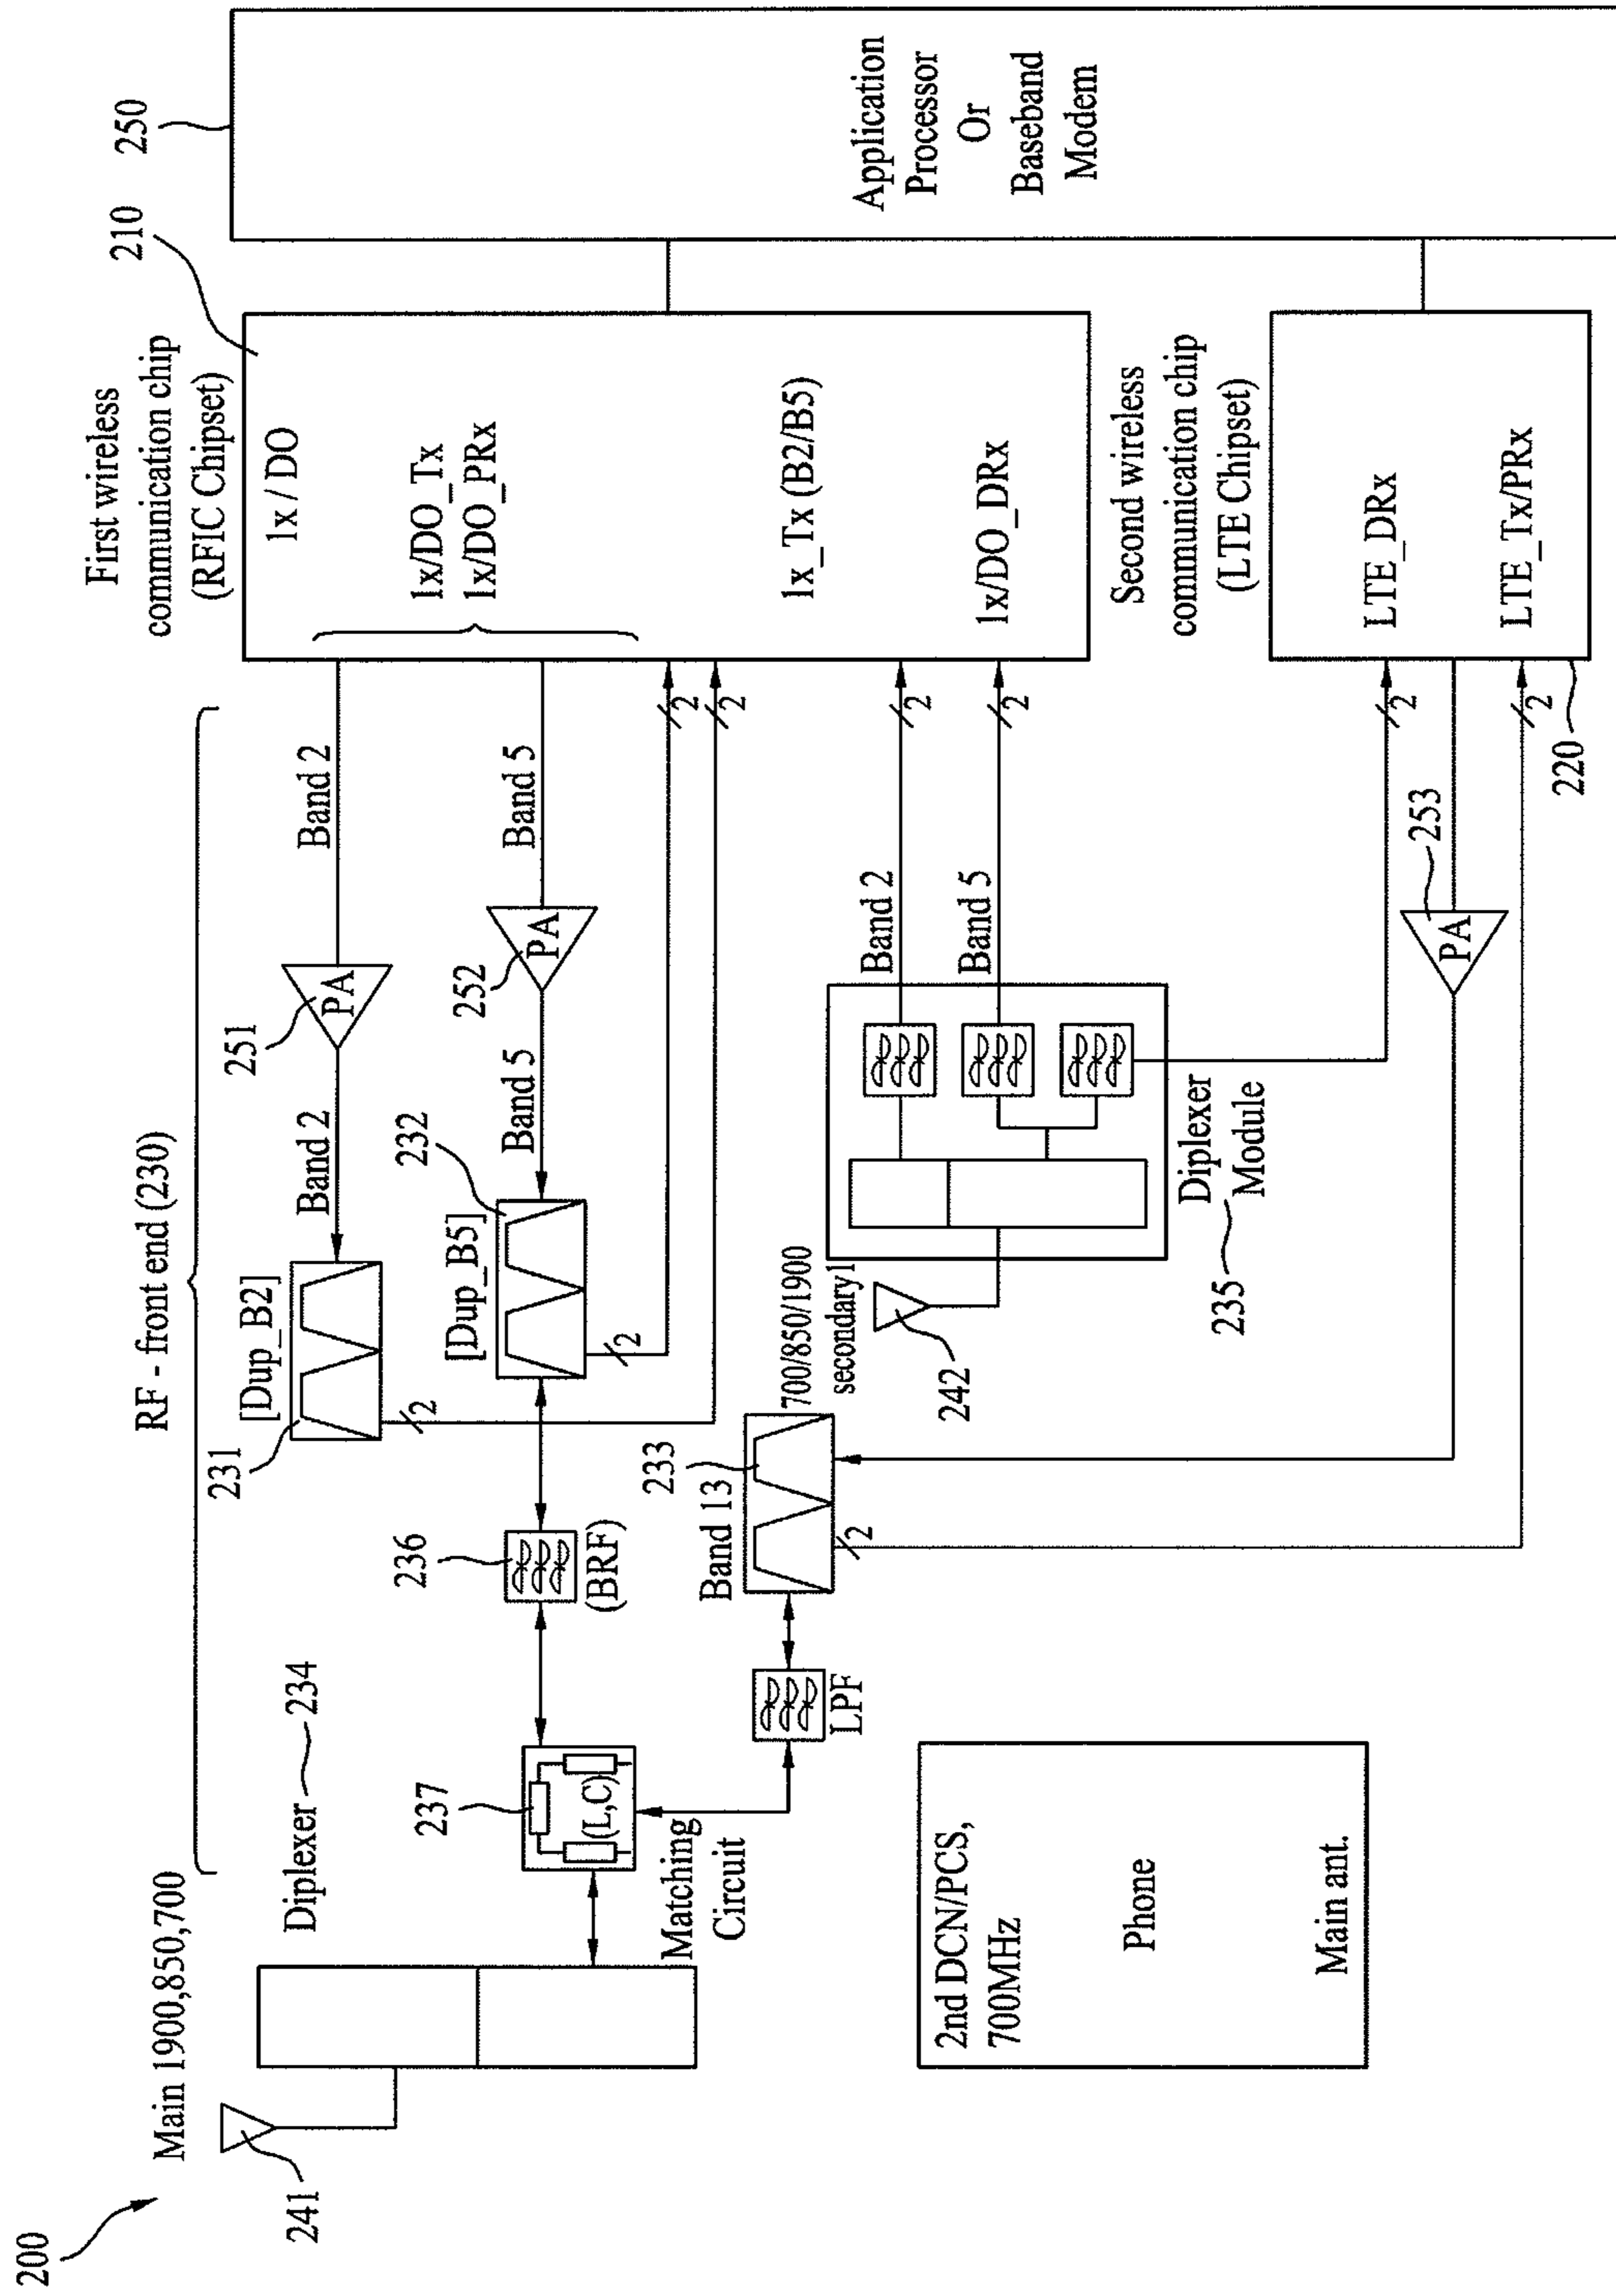 200
Main 1900,850,700
241
Diplexer
234
RF - front end (230)
237
(L,C)
Matching
Circuit
236
(BRF)
LPF
231
[Dup_B2]
2
Band 2
251
PA
Band 2
[Dup_B5]
232
2
Band 5
252
PA
Band 5
2
2
233
Band 13
2
700/850/1900
secondary1
242
Diplexer
Module
235
Band 2
Band 5
2
2
2
253
PA
2
220
First wireless
communication chip
(RFIC Chipset)
210
1x / DO
1x/DO_Tx
1x/DO_PRx
1x_Tx (B2/B5)
1x/DO_DRx
Second wireless
communication chip
(LTE Chipset)
LTE_DRx
LTE_Tx/PRx
250
Application
Processor
Or
Baseband
Modem
2nd DCN/PCS,
700MHz
Phone
Main ant.